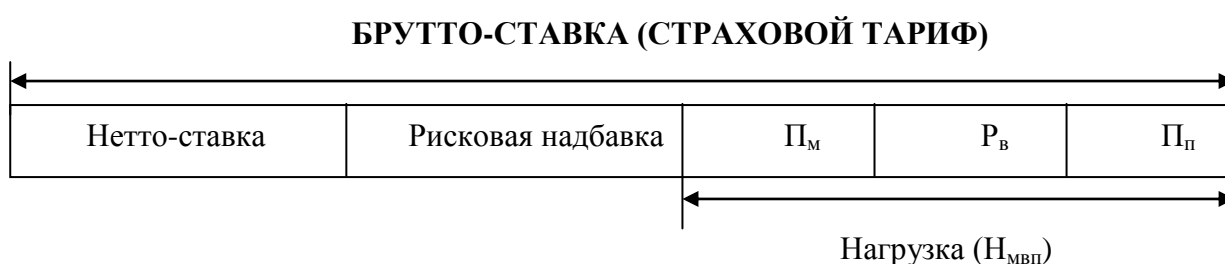 БРУТТО-СТАВКА (СТРАХОВОЙ ТАРИФ)
Нетто-ставка Рисковая надбавка Пм Рв Пп
Нагрузка (Нмвп)